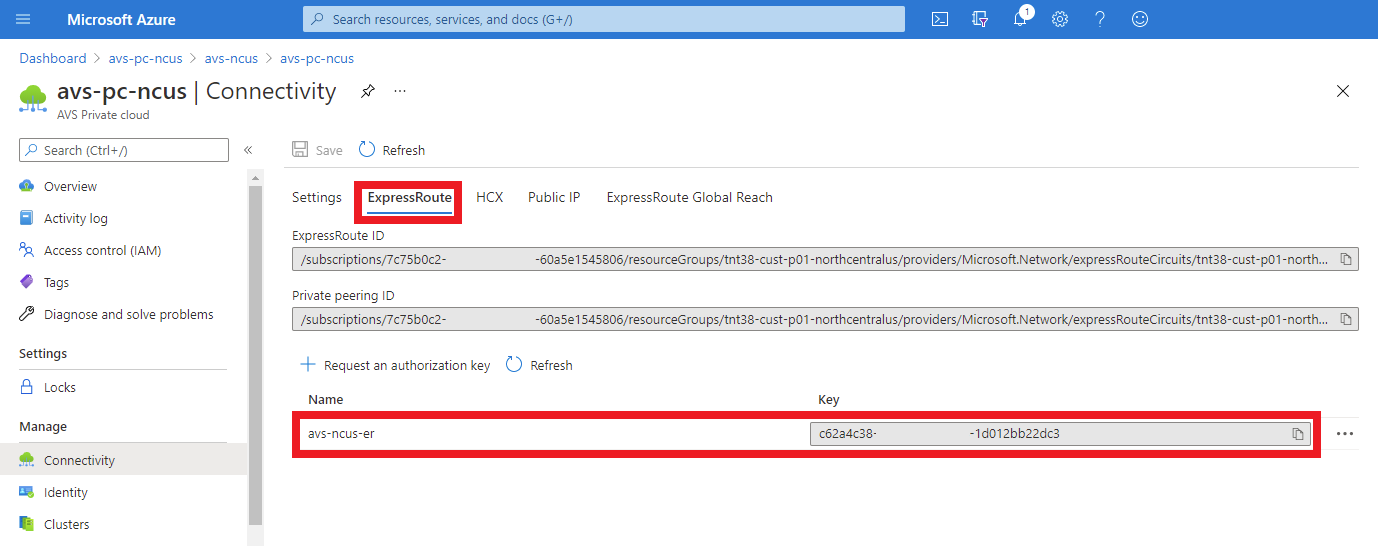 Microsoft Azure
Search resources, services, and docs (G+/)
1
Dashboard > avs-pc-ncus > avs-ncus > avs-pc-ncus
avs-pc-ncus | Connectivity
AVS Private cloud
Search (Ctrl+/)
Overview
Activity log
Access control (IAM)
Tags
Diagnose and solve problems
Settings
Locks
Manage
Connectivity
Identity
Clusters
Save Refresh
Settings ExpressRoute HCX Public IP ExpressRoute Global Reach
ExpressRoute ID
/subscriptions/7c75b0c2- -60a5e1545806/resourceGroups/tnt38-cust-p01-northcentralus/providers/Microsoft.Network/expressRouteCircuits/tnt38-cust-p01-north...
Private peering ID
/subscriptions/7c75b0c2- -60a5e1545806/resourceGroups/tnt38-cust-p01-northcentralus/providers/Microsoft.Network/expressRouteCircuits/tnt38-cust-p01-north...
Request an authorization key Refresh
Name Key
avs-ncus-er c62a4c38- -1d012bb22dc3